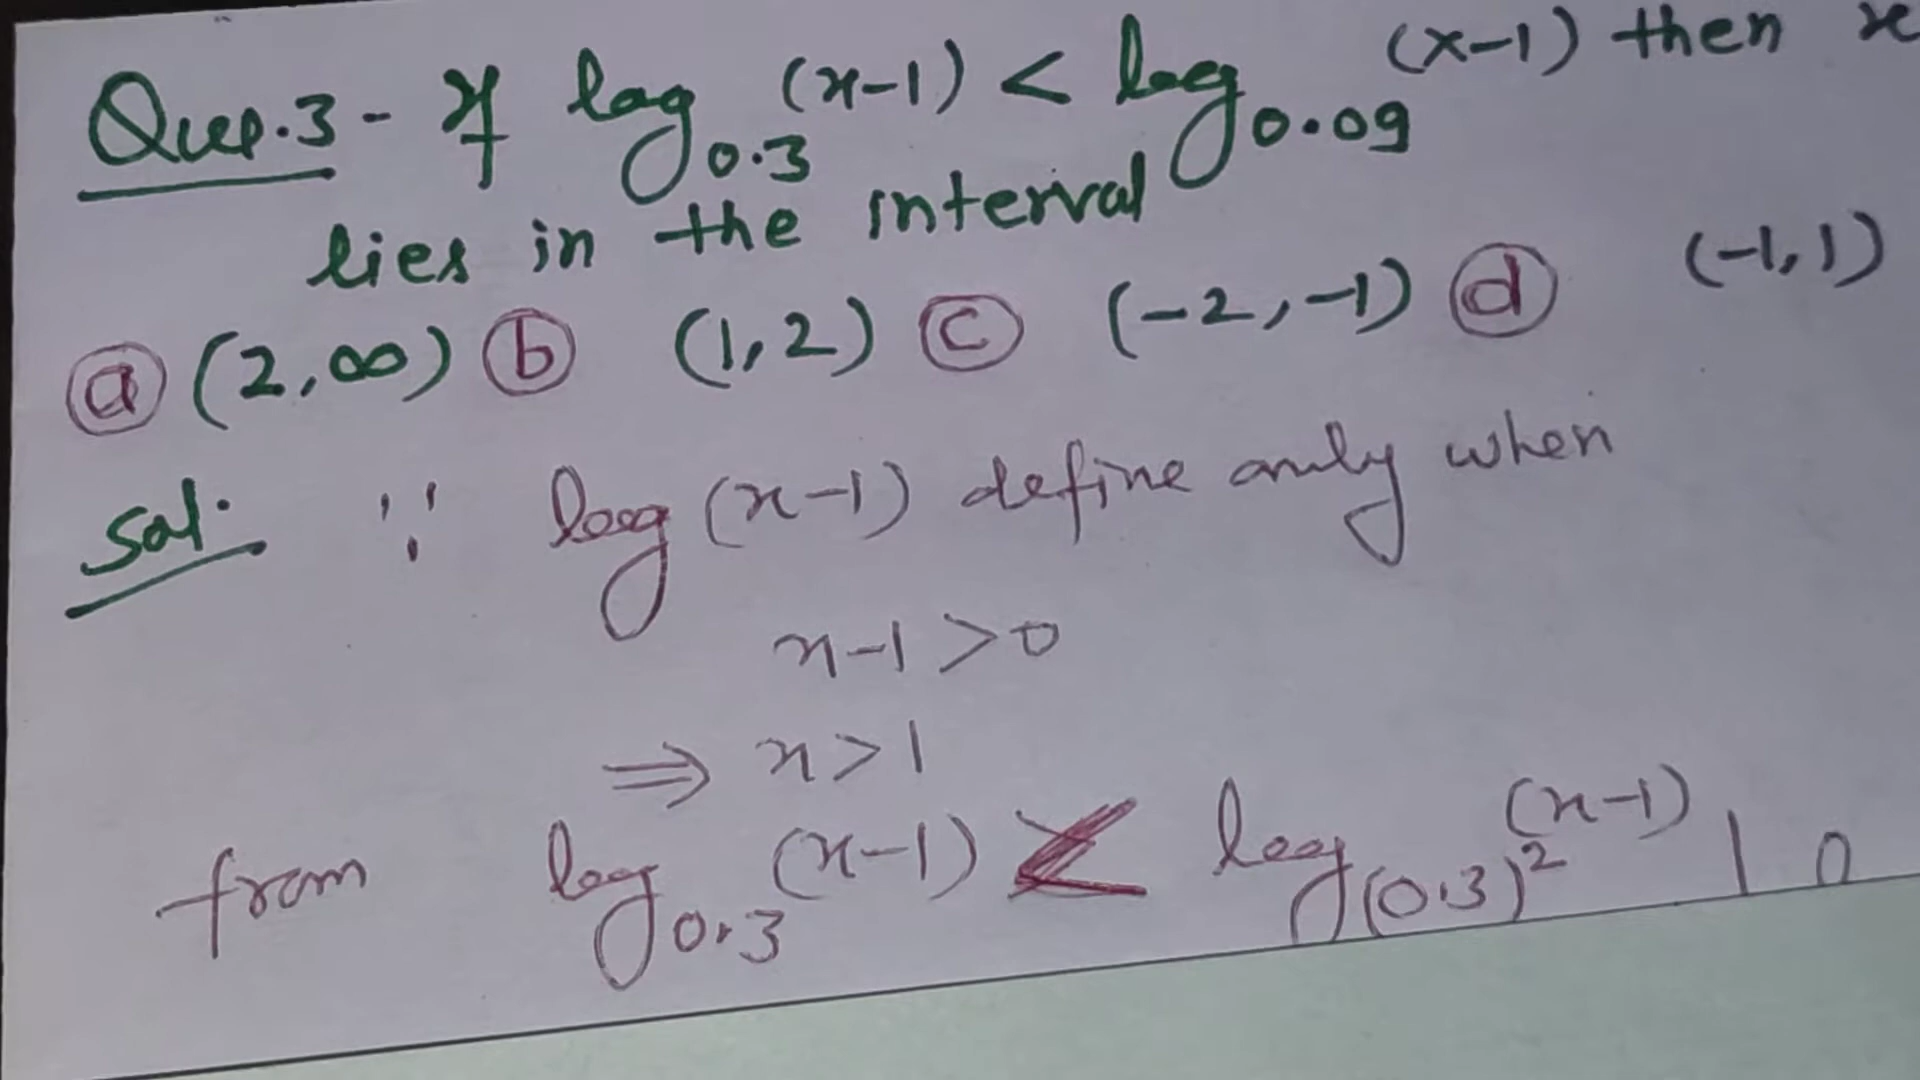 Ques.3- If log₀.₃ (x-1) < log₀.₀₉ (x-1) then x
lies in the interval
ⓐ (2,∞) ⓑ (1,2) ⓒ (-2,-1) ⓓ (-1,1)
Sol. ∵ log (x-1) define only when
x-1>0
⇒ x>1
from log₀.₃ (x-1) < log₍₀.₃₎² (x-1)